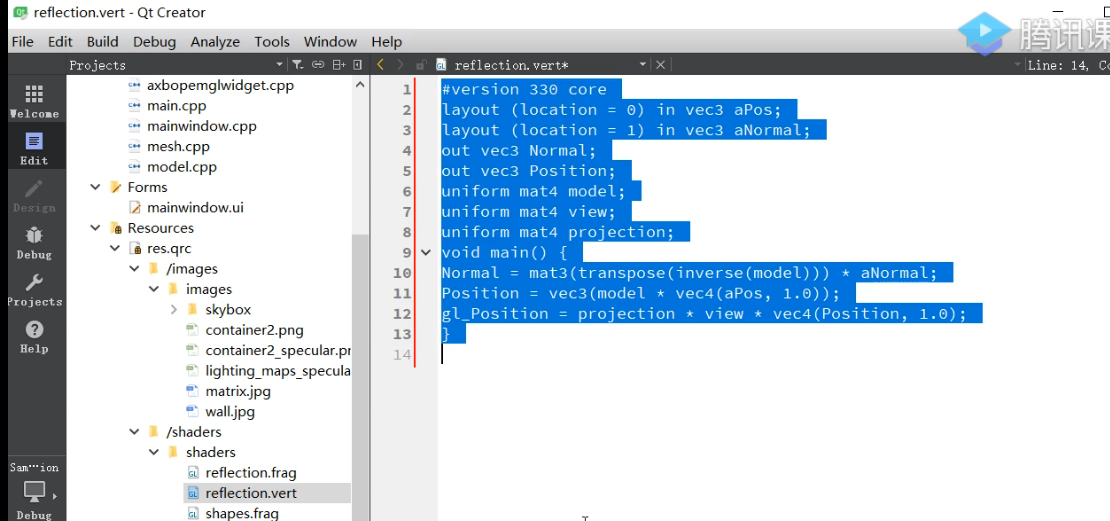 reflection.vert - Qt Creator
腾讯课
File Edit Build Debug Analyze Tools Window Help
Projects
reflection.vert*
Line: 14, Co
Welcome
Edit
Design
Debug
Projects
Help
Sam···ion
Debug
axbopemglwidget.cpp
main.cpp
mainwindow.cpp
mesh.cpp
model.cpp
Forms
mainwindow.ui
Resources
res.qrc
/images
images
skybox
container2.png
container2_specular.pr
lighting_maps_specula
matrix.jpg
wall.jpg
/shaders
shaders
reflection.frag
reflection.vert
shapes.frag
1 #version 330 core
2 layout (location = 0) in vec3 aPos;
3 layout (location = 1) in vec3 aNormal;
4 out vec3 Normal;
5 out vec3 Position;
6 uniform mat4 model;
7 uniform mat4 view;
8 uniform mat4 projection;
9 void main() {
10 Normal = mat3(transpose(inverse(model))) * aNormal;
11 Position = vec3(model * vec4(aPos, 1.0));
12 gl_Position = projection * view * vec4(Position, 1.0);
13 }
14